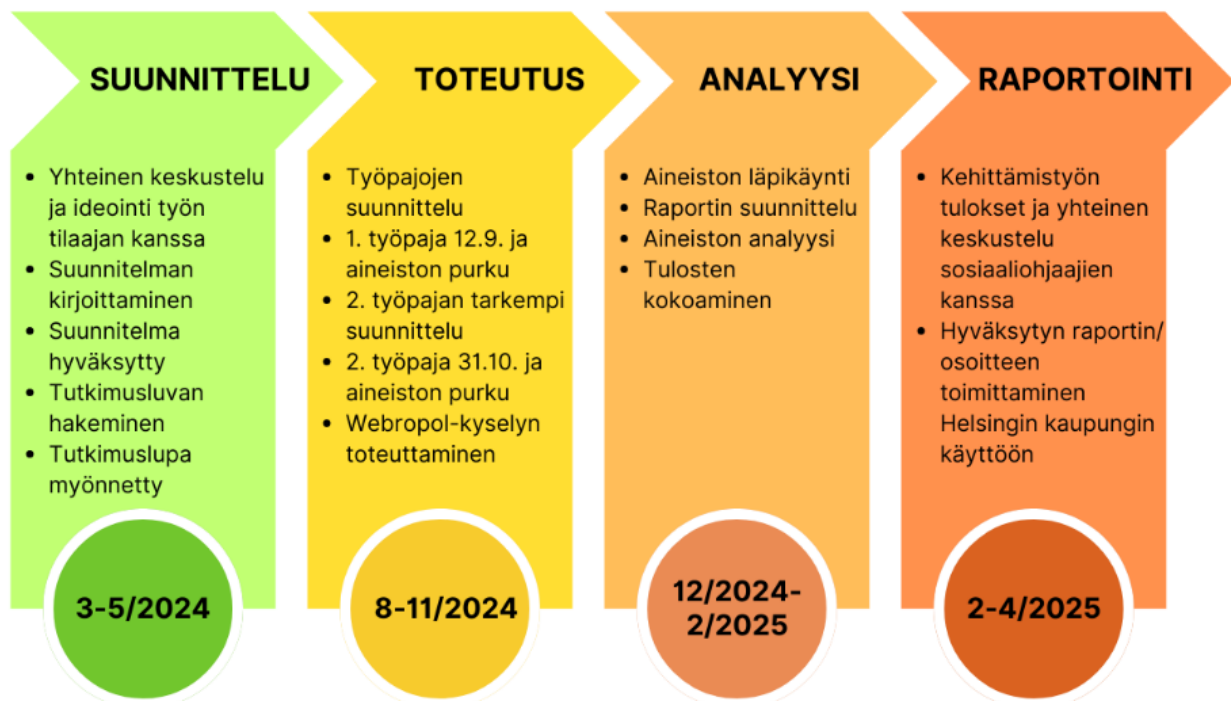 SUUNNITTELU
• Yhteinen keskustelu
ja ideointi työn
tilaajan kanssa
• Suunnitelman
kirjoittaminen
• Suunnitelma
hyväksytty
• Tutkimusluvan
hakeminen
• Tutkimuslupa
myönnetty
3-5/2024
TOTEUTUS
• Työpajojen
suunnittelu
• 1. työpaja 12.9. ja
aineiston purku
• 2. työpajan tarkempi
suunnittelu
• 2. työpaja 31.10. ja
aineiston purku
• Webropol-kyselyn
toteuttaminen
8-11/2024
ANALYYSI
• Aineiston läpikäynti
• Raportin suunnittelu
• Aineiston analyysi
• Tulosten
kokoaminen
12/2024-
2/2025
RAPORTOINTI
• Kehittämistyön
tulokset ja yhteinen
keskustelu
sosiaaliohjaajien
kanssa
• Hyväksytyn raportin/
osoitteen
toimittaminen
Helsingin kaupungin
käyttöön
2-4/2025